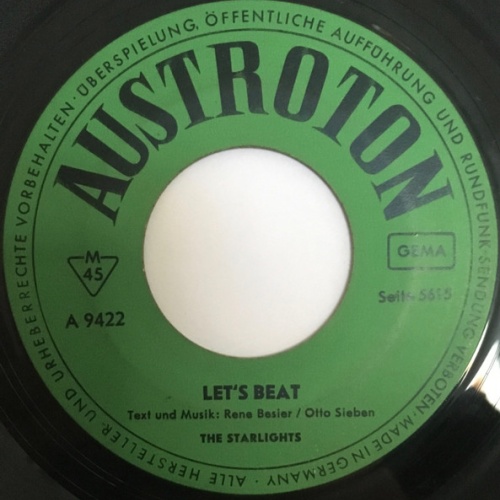 AUSTROTON
M
45
GEMA
A 9422
Seite 5615
LET'S BEAT
Text und Musik: Rene Besier / Otto Sieben
THE STARLIGHTS
ALLE HERSTELLER- UND URHEBERRECHTE VORBEHALTEN · ÜBERSPIELUNG, ÖFFENTLICHE AUFFÜHRUNG UND RUNDFUNK-SENDUNG VERBOTEN · MADE IN GERMANY ·